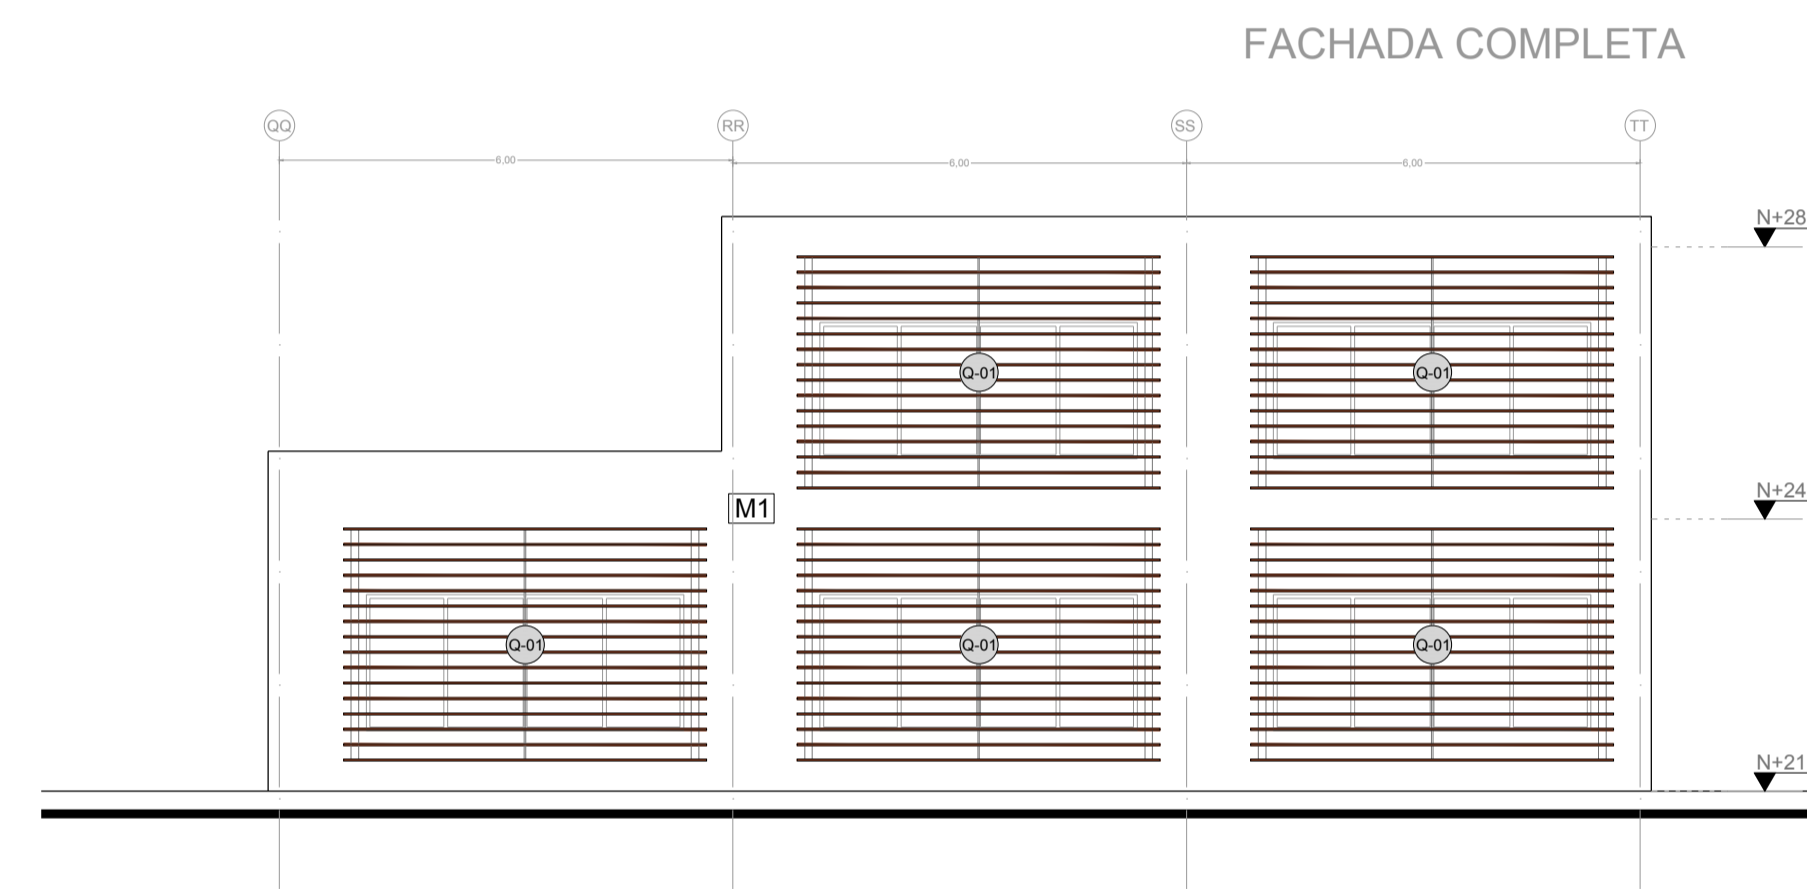 FACHADA COMPLETA
QQ
RR
SS
TT
6,00
6,00
6,00
N+28
Q-01
Q-01
M1
N+24
Q-01
Q-01
Q-01
N+21